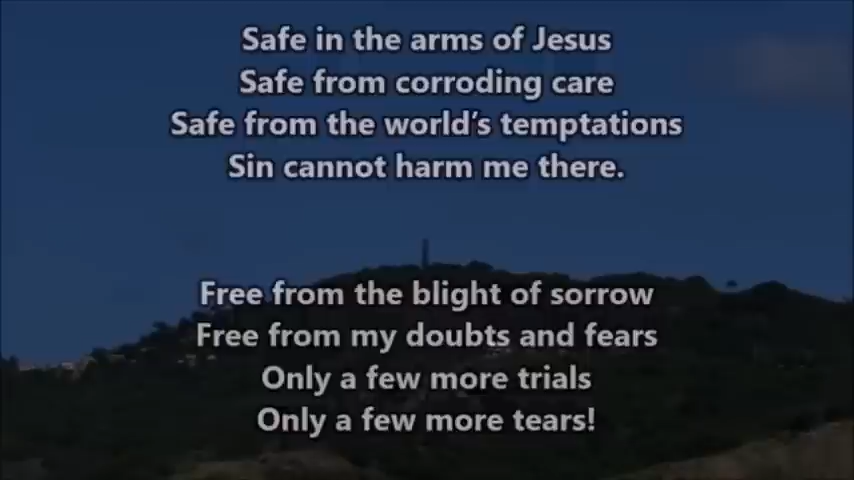 Safe in the arms of Jesus
Safe from corroding care
Safe from the world's temptations
Sin cannot harm me there.
Free from the blight of sorrow
Free from my doubts and fears
Only a few more trials
Only a few more tears!